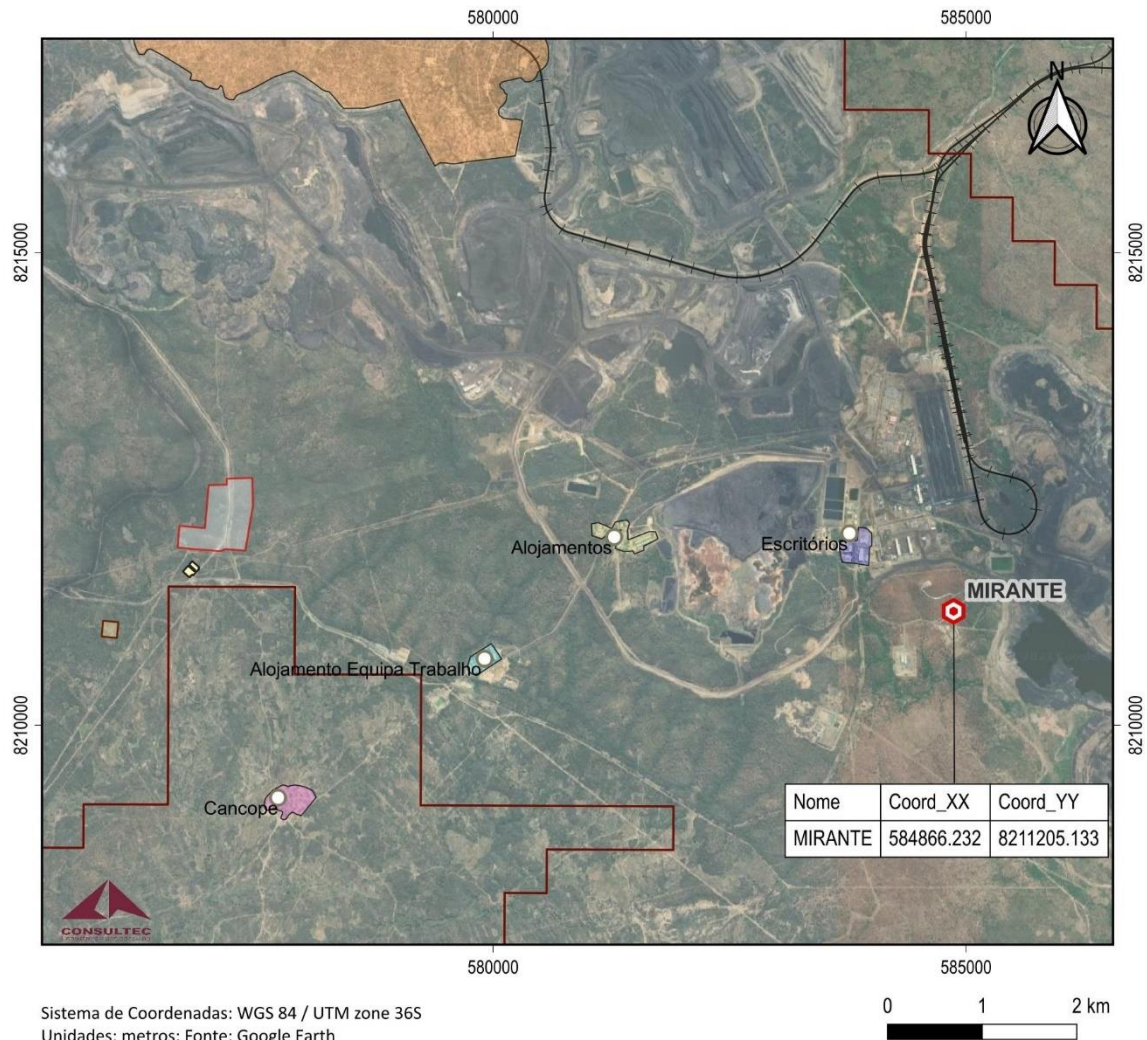 580000
585000
N
8215000
8215000
Alojamentos
Escritórios
MIRANTE
Alojamento Equipa Trabalho
8210000
8210000
Cancope
Nome Coord_XX Coord_YY
MIRANTE 584866.232 8211205.133
CONSULTEC
580000
585000
Sistema de Coordenadas: WGS 84 / UTM zone 36S
Unidades: metros; Fonte: Google Earth
0 1 2 km